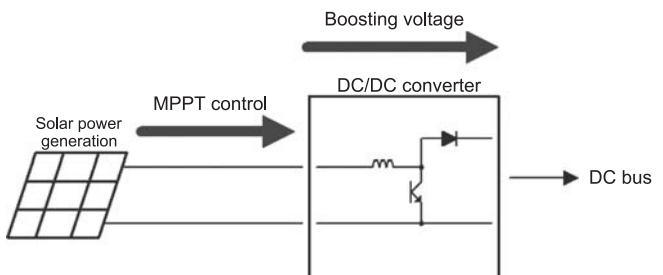 Boosting voltage
DC/DC converter
MPPT control
Solar power
generation
DC bus